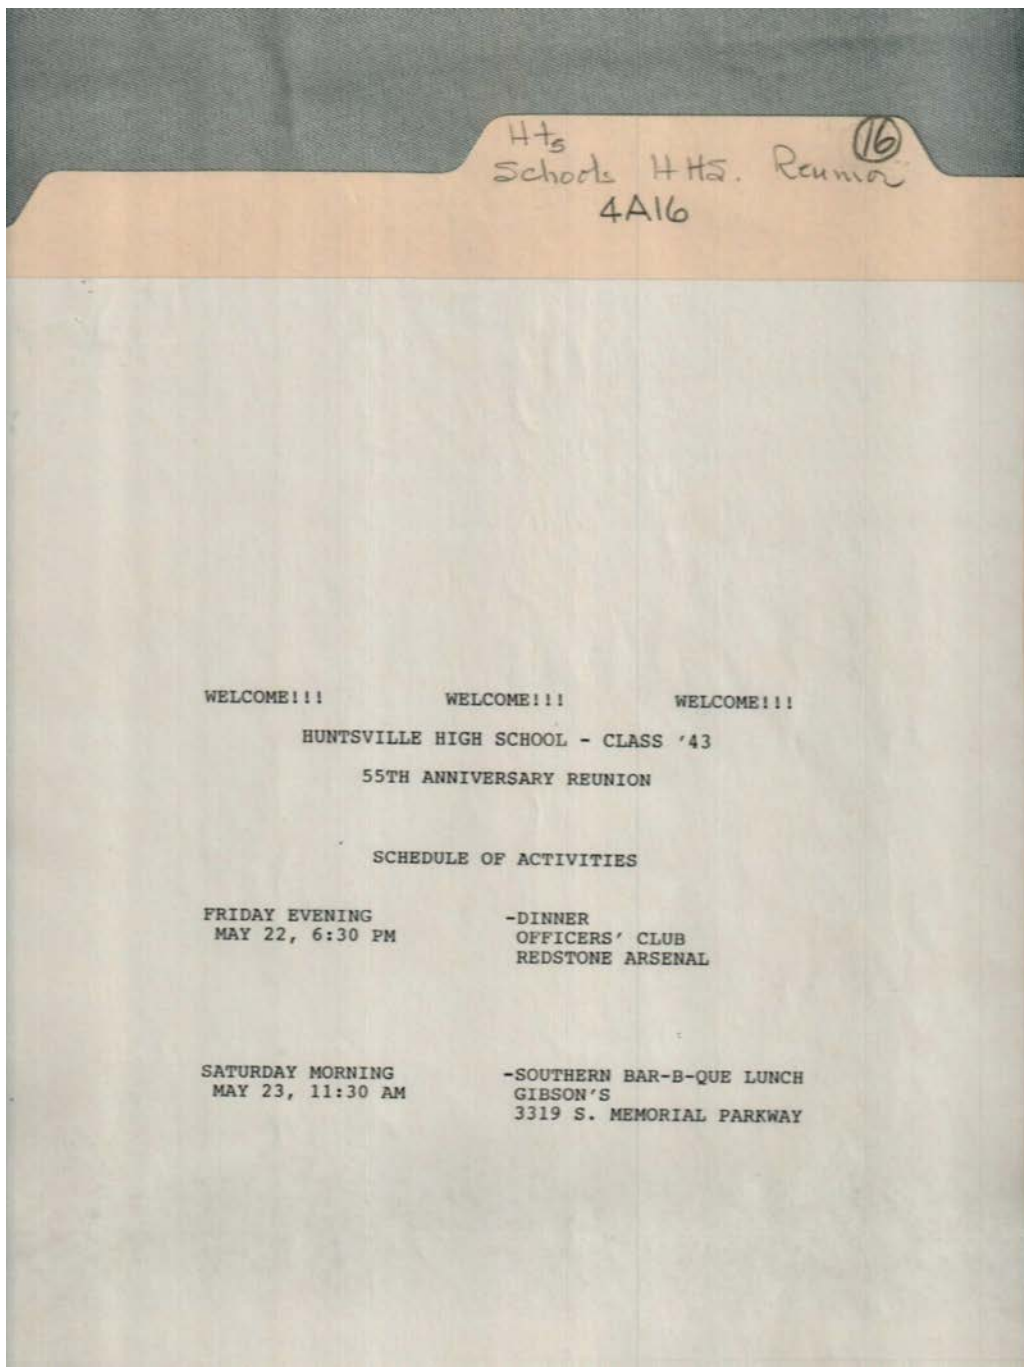 Hts
16
Schools HHS. Reunion
4A16
WELCOME!!! WELCOME!!! WELCOME!!!
HUNTSVILLE HIGH SCHOOL - CLASS '43
55TH ANNIVERSARY REUNION
SCHEDULE OF ACTIVITIES
FRIDAY EVENING -DINNER
MAY 22, 6:30 PM OFFICERS' CLUB
REDSTONE ARSENAL
SATURDAY MORNING -SOUTHERN BAR-B-QUE LUNCH
MAY 23, 11:30 AM GIBSON'S
3319 S. MEMORIAL PARKWAY